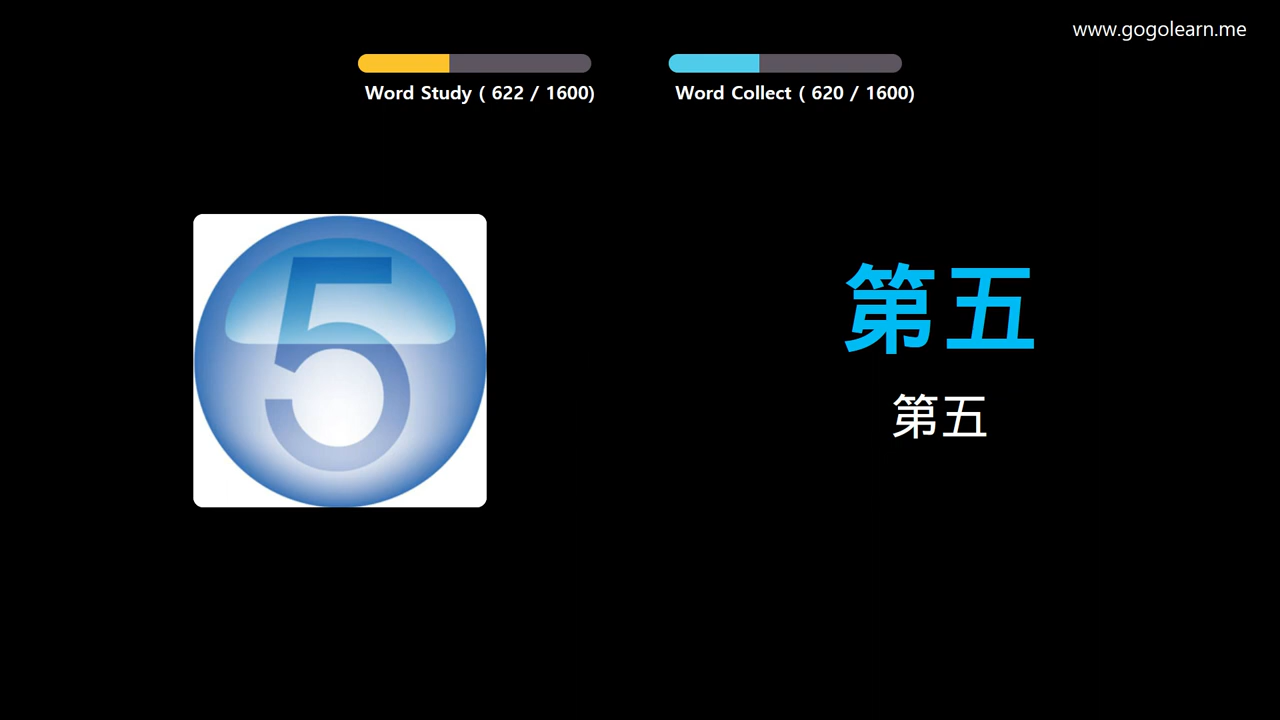 www.gogolearn.me
Word Study ( 622 / 1600)
Word Collect ( 620 / 1600)
5
第五
第五